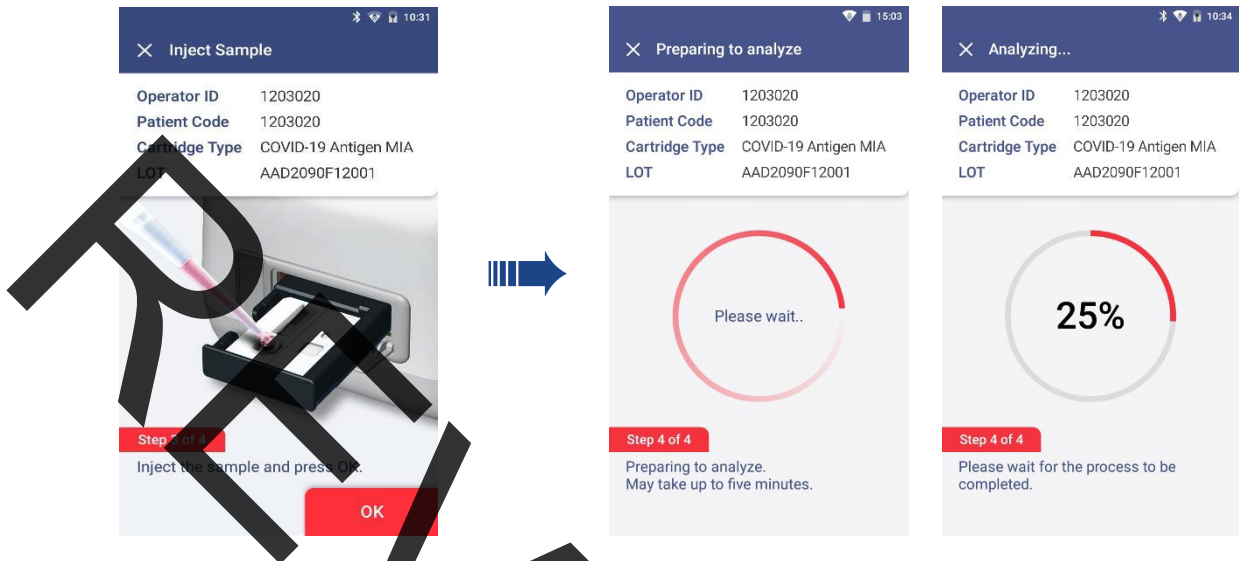 10:31
Inject Sample
Operator ID 1203020
Patient Code 1203020
Cartridge Type COVID-19 Antigen MIA
LOT AAD2090F12001
Step 3 of 4
Inject the sample and press OK.
OK
15:03
Preparing to analyze
Operator ID 1203020
Patient Code 1203020
Cartridge Type COVID-19 Antigen MIA
LOT AAD2090F12001
Please wait..
Step 4 of 4
Preparing to analyze.
May take up to five minutes.
10:34
Analyzing...
Operator ID 1203020
Patient Code 1203020
Cartridge Type COVID-19 Antigen MIA
LOT AAD2090F12001
25%
Step 4 of 4
Please wait for the process to be
completed.